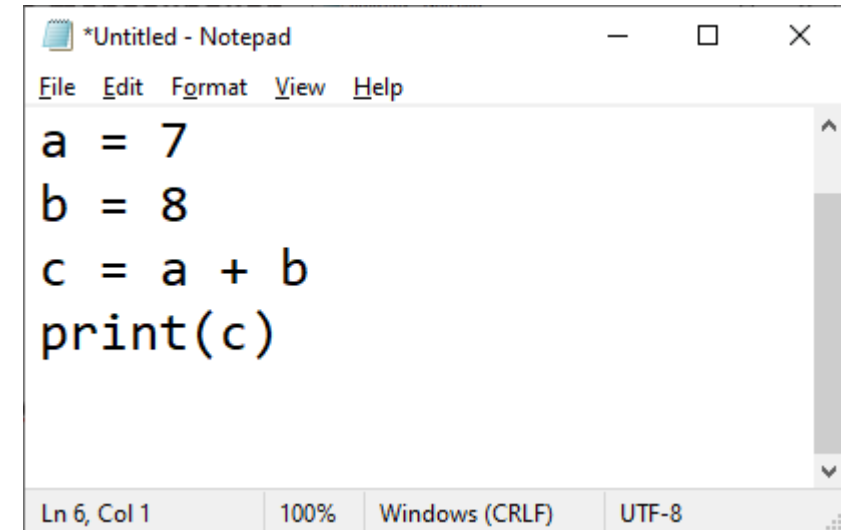 *Untitled - Notepad
File Edit Format View Help
a = 7
b = 8
c = a + b
print(c)
Ln 6, Col 1 100% Windows (CRLF) UTF-8